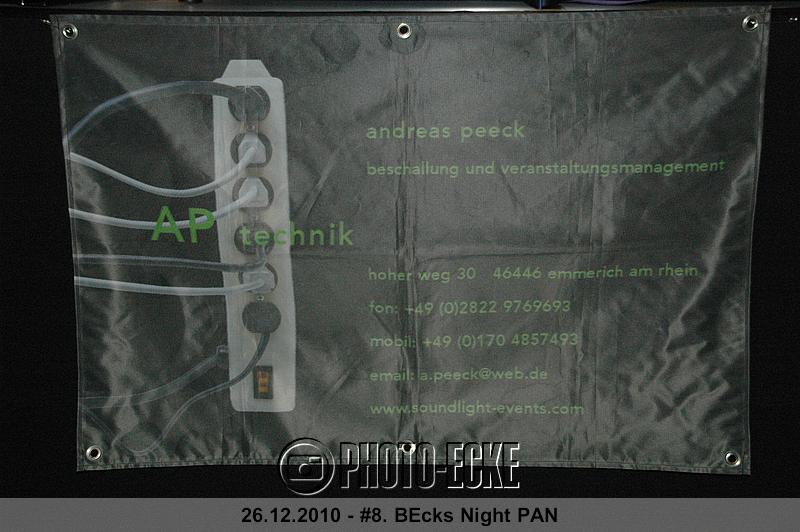 andreas peeck
beschallung und veranstaltungsmanagement
AP technik
hoher weg 30 46446 emmerich am rhein
fon: +49 (0)2822 9769693
mobil: +49 (0)170 4857493
email: a.peeck@web.de
www.soundlight-events.com
PHOTO-ECKE
26.12.2010 - #8. BEcks Night PAN